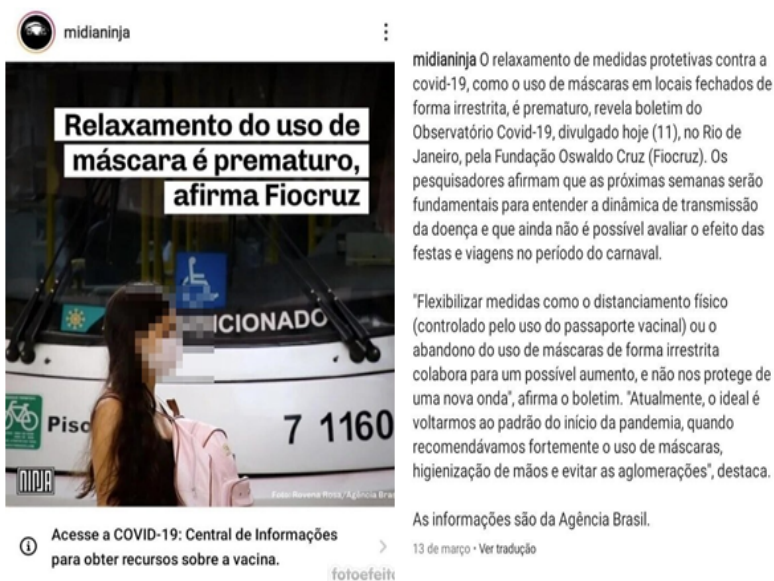 midianinja
Relaxamento do uso de
máscara é prematuro,
afirma Fiocruz
CIONADO
Piso
7 1160
NINJA
Foto: Rovena Rosa/Agência Bras
Acesse a COVID-19: Central de Informações
para obter recursos sobre a vacina.
fotoefeito
midianinja O relaxamento de medidas protetivas contra a
covid-19, como o uso de máscaras em locais fechados de
forma irrestrita, é prematuro, revela boletim do
Observatório Covid-19, divulgado hoje (11), no Rio de
Janeiro, pela Fundação Oswaldo Cruz (Fiocruz). Os
pesquisadores afirmam que as próximas semanas serão
fundamentais para entender a dinâmica de transmissão
da doença e que ainda não é possível avaliar o efeito das
festas e viagens no período do carnaval.
"Flexibilizar medidas como o distanciamento físico
(controlado pelo uso do passaporte vacinal) ou o
abandono do uso de máscaras de forma irrestrita
colabora para um possível aumento, e não nos protege de
uma nova onda", afirma o boletim. "Atualmente, o ideal é
voltarmos ao padrão do início da pandemia, quando
recomendávamos fortemente o uso de máscaras,
higienização de mãos e evitar as aglomerações", destaca.
As informações são da Agência Brasil.
13 de março • Ver tradução